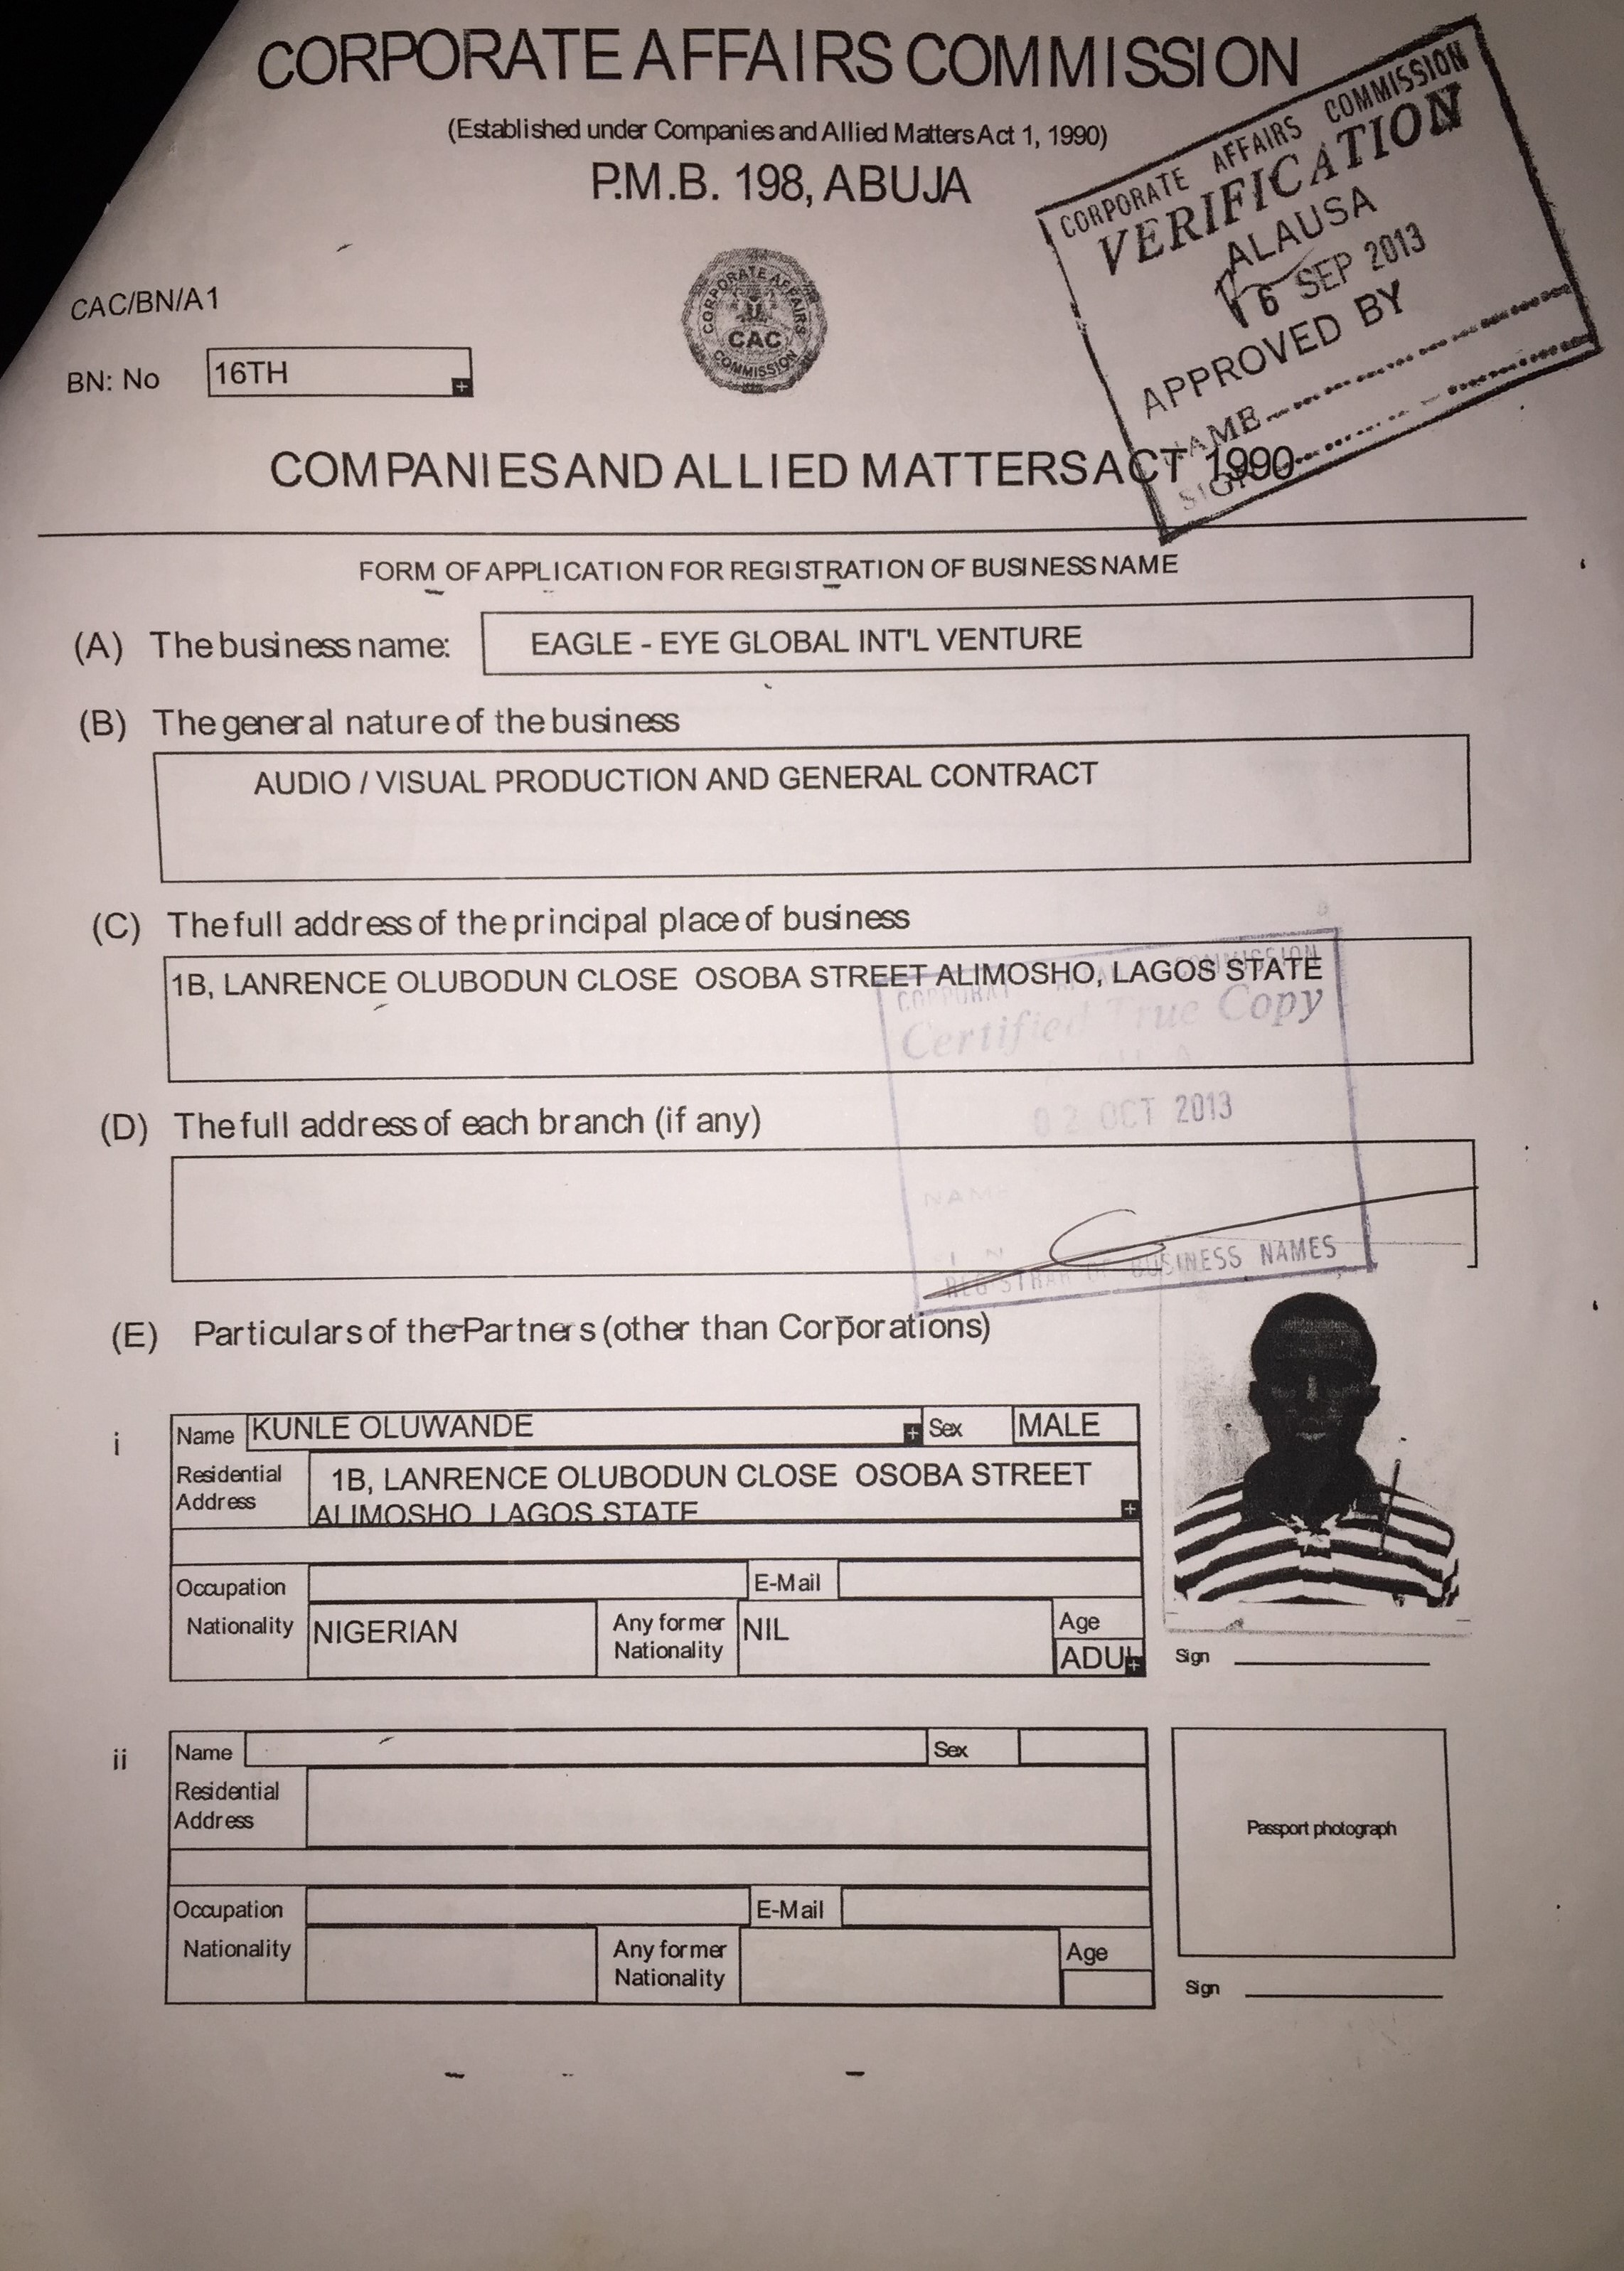 CORPORATE AFFAIRS COMMISSION
(Established under Companies and Allied Matters Act 1, 1990)
P.M.B. 198, ABUJA
CORPORATE AFFAIRS COMMISSION
VERIFICATION
ALAUSA
16 SEP 2013
APPROVED BY
NAME
SIGN
CORPORATE AFFAIRS
CAC
COMMISSION
CAC/BN/A1
BN: No 16TH
COMPANIES AND ALLIED MATTERS ACT 1990
FORM OF APPLICATION FOR REGISTRATION OF BUSINESS NAME
(A) The business name: EAGLE - EYE GLOBAL INT'L VENTURE
(B) The general nature of the business
AUDIO / VISUAL PRODUCTION AND GENERAL CONTRACT
(C) The full address of the principal place of business
1B, LANRENCE OLUBODUN CLOSE OSOBA STREET ALIMOSHO, LAGOS STATE
COMMISSION
Certified True Copy
02 OCT 2013
NAME
REGISTRAR OF BUSINESS NAMES
(D) The full address of each branch (if any)
(E) Particulars of the Partners (other than Corporations)
i Name KUNLE OLUWANDE Sex MALE
Residential Address 1B, LANRENCE OLUBODUN CLOSE OSOBA STREET
ALIMOSHO LAGOS STATE
Occupation E-Mail
Nationality NIGERIAN Any former Nationality NIL Age
ADUL
Sign
ii Name Sex
Residential
Address
Passport photograph
Occupation E-Mail
Nationality Any former Nationality Age
Sign